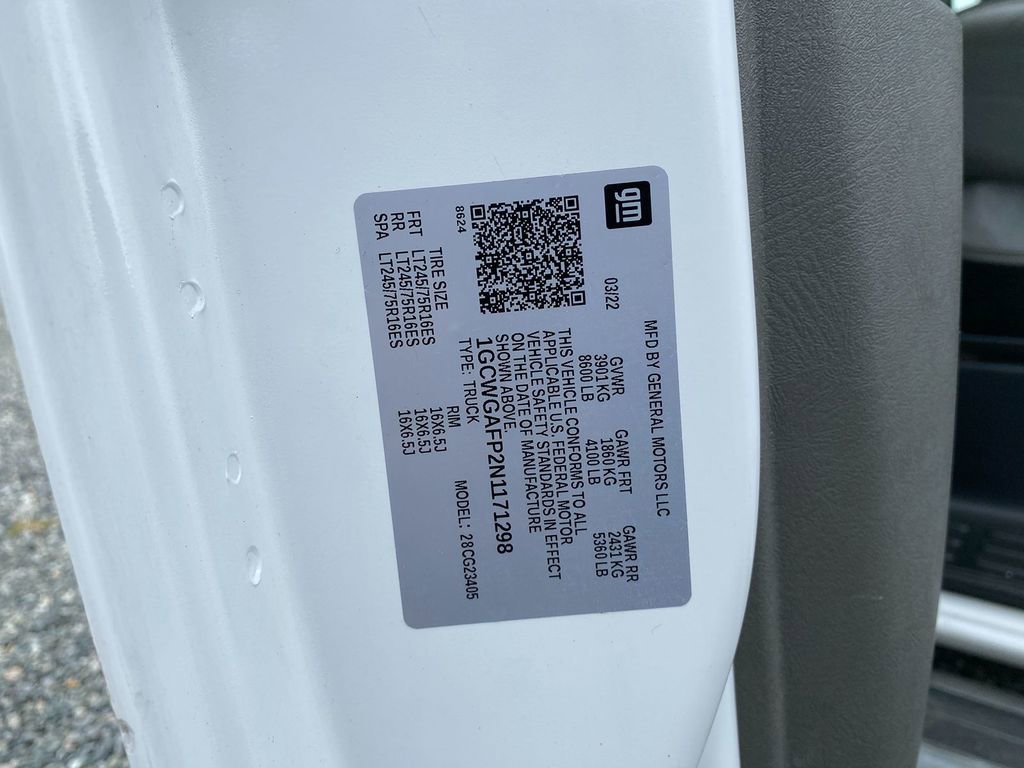 gm
MFD BY GENERAL MOTORS LLC
03/22
GVWR GAWR FRT GAWR RR
3901 KG 1860 KG 2431 KG
8600 LB 4100 LB 5360 LB
THIS VEHICLE CONFORMS TO ALL
APPLICABLE U.S. FEDERAL MOTOR
VEHICLE SAFETY STANDARDS IN EFFECT
ON THE DATE OF MANUFACTURE
SHOWN ABOVE.
1GCWGAFP2N1171298
8624
TYPE: TRUCK MODEL: 28CG23405
TIRE SIZE RIM
FRT LT245/75R16ES 16X6.5J
RR LT245/75R16ES 16X6.5J
SPA LT245/75R16ES 16X6.5J